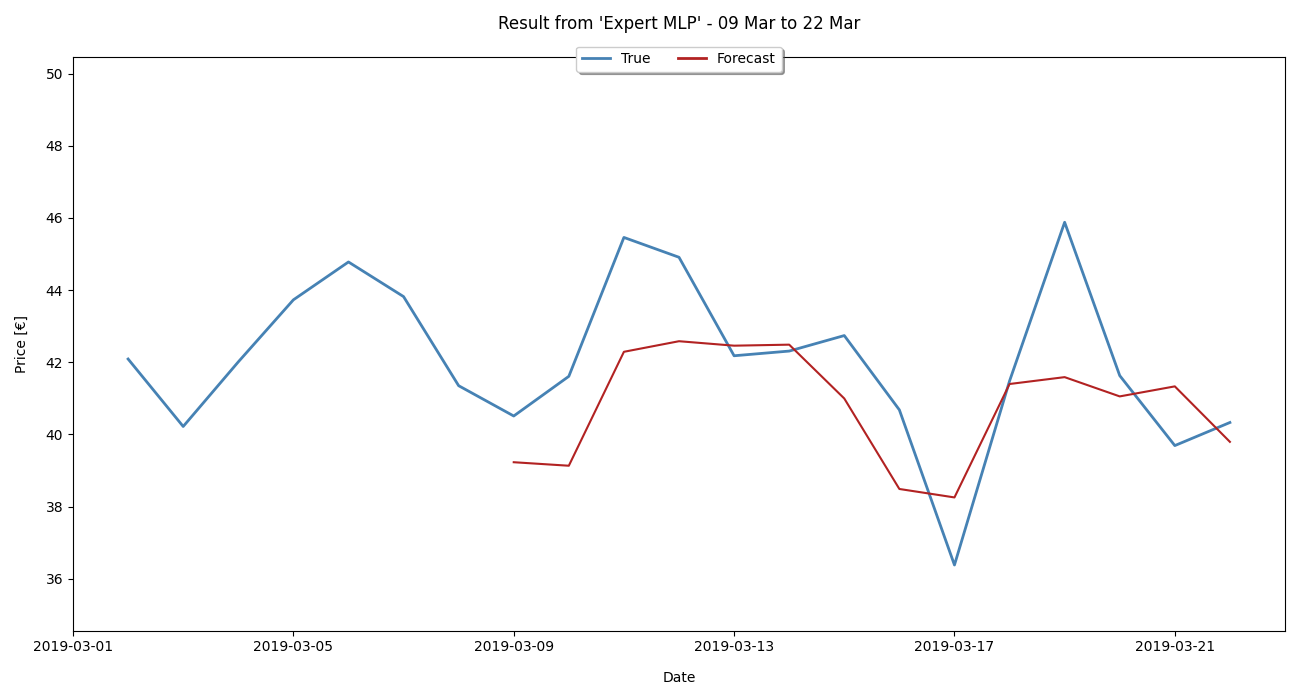 Result from 'Expert MLP' - 09 Mar to 22 Mar
True Forecast
50
48
46
44
42
40
38
36
Price [€]
2019-03-01 2019-03-05 2019-03-09 2019-03-13 2019-03-17 2019-03-21
Date